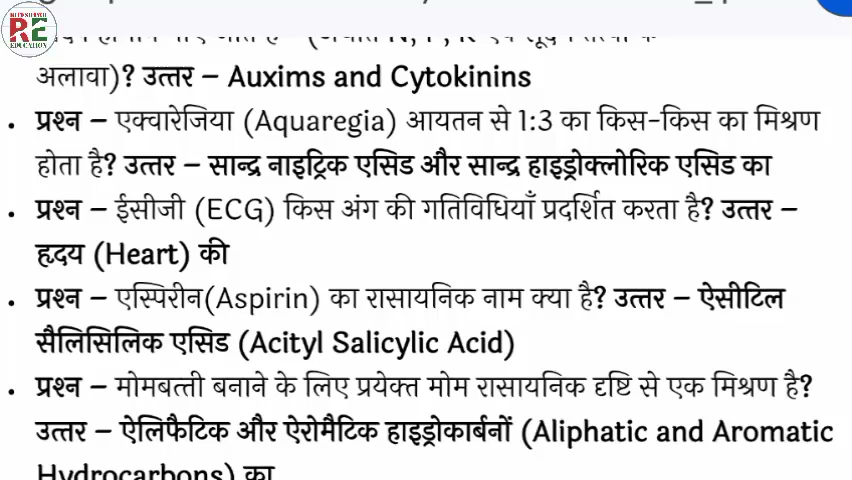 RE
EDUCATION
अलावा)? उत्तर – Auxims and Cytokinins
• प्रश्न – एक्वारेजिया (Aquaregia) आयतन से 1:3 का किस-किस का मिश्रण
होता है? उत्तर – सान्द्र नाइट्रिक एसिड और सान्द्र हाइड्रोक्लोरिक एसिड का
• प्रश्न – ईसीजी (ECG) किस अंग की गतिविधियाँ प्रदर्शित करता है? उत्तर –
हृदय (Heart) की
• प्रश्न – एस्पिरीन(Aspirin) का रासायनिक नाम क्या है? उत्तर – ऐसीटिल
सैलिसिलिक एसिड (Acityl Salicylic Acid)
• प्रश्न – मोमबत्ती बनाने के लिए प्रयेक्त मोम रासायनिक दृष्टि से एक मिश्रण है?
उत्तर – ऐलिफैटिक और ऐरोमैटिक हाइड्रोकार्बनों (Aliphatic and Aromatic
Hydrocarbons) का